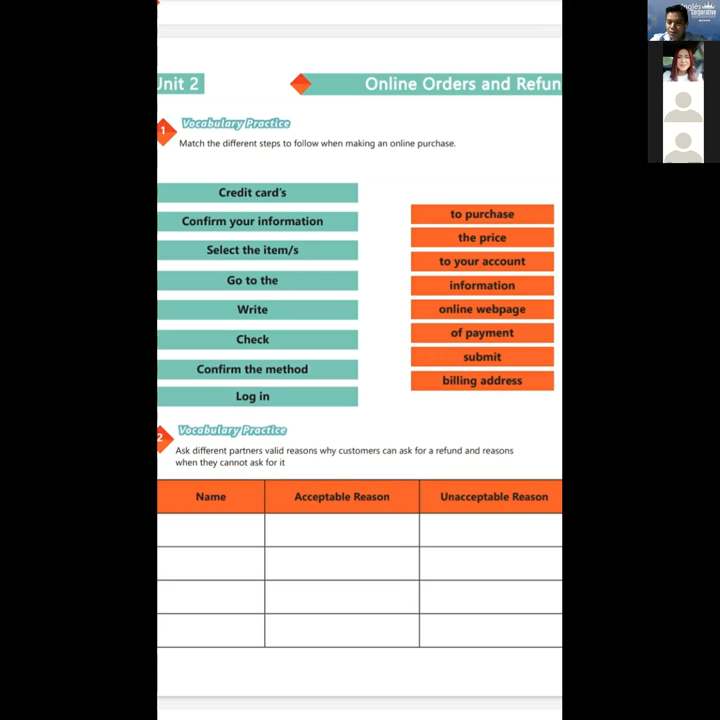 Unit 2
Online Orders and Refun
1
Vocabulary Practice
Match the different steps to follow when making an online purchase.
Credit card's
Confirm your information
Select the item/s
Go to the
Write
Check
Confirm the method
Log in
to purchase
the price
to your account
information
online webpage
of payment
submit
billing address
2
Vocabulary Practice
Ask different partners valid reasons why customers can ask for a refund and reasons
when they cannot ask for it
Name
Acceptable Reason
Unacceptable Reason
Inglés
corporativo